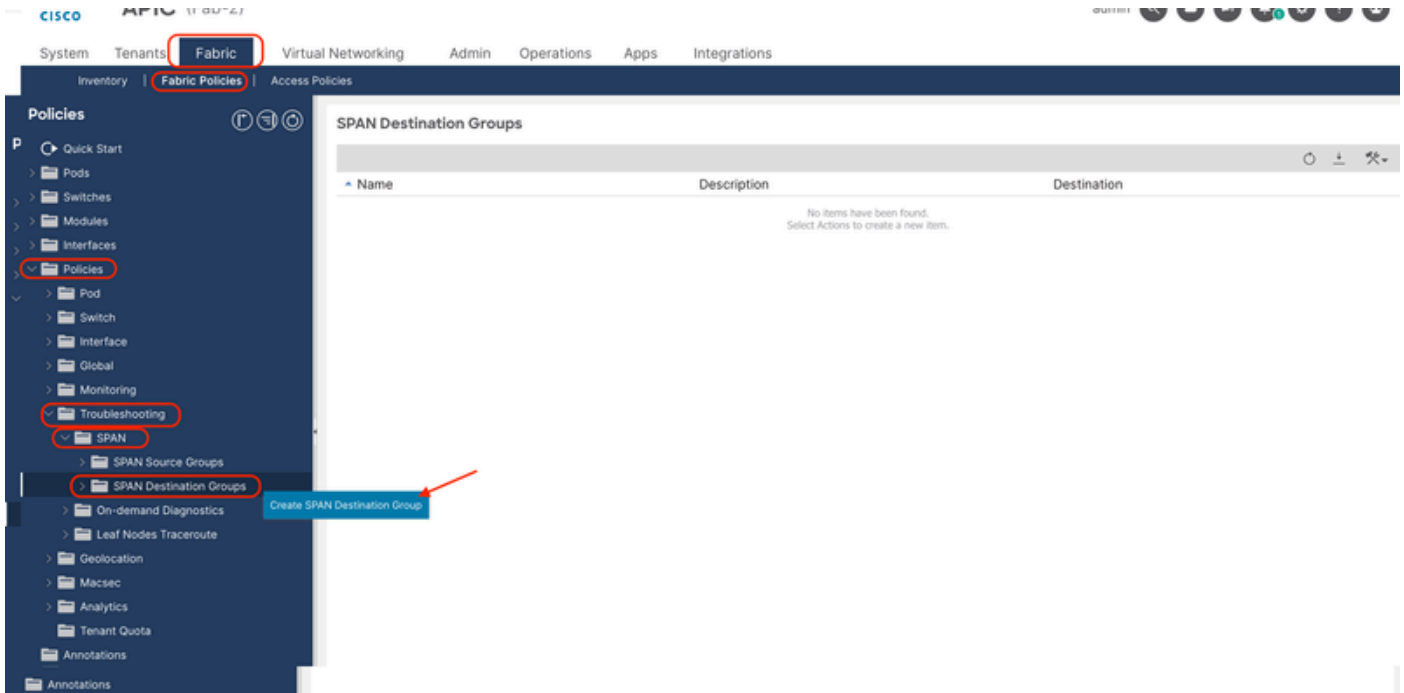 CISCO APIC (Fab-2)
admin
System Tenants Fabric Virtual Networking Admin Operations Apps Integrations
Inventory | Fabric Policies | Access Policies
Policies
P
Quick Start
Pods
Switches
Modules
Interfaces
Policies
Pod
Switch
Interface
Global
Monitoring
Troubleshooting
SPAN
SPAN Source Groups
SPAN Destination Groups
Create SPAN Destination Group
On-demand Diagnostics
Leaf Nodes Traceroute
Geolocation
Macsec
Analytics
Tenant Quota
Annotations
Annotations
SPAN Destination Groups
Name Description Destination
No items have been found.
Select Actions to create a new item.